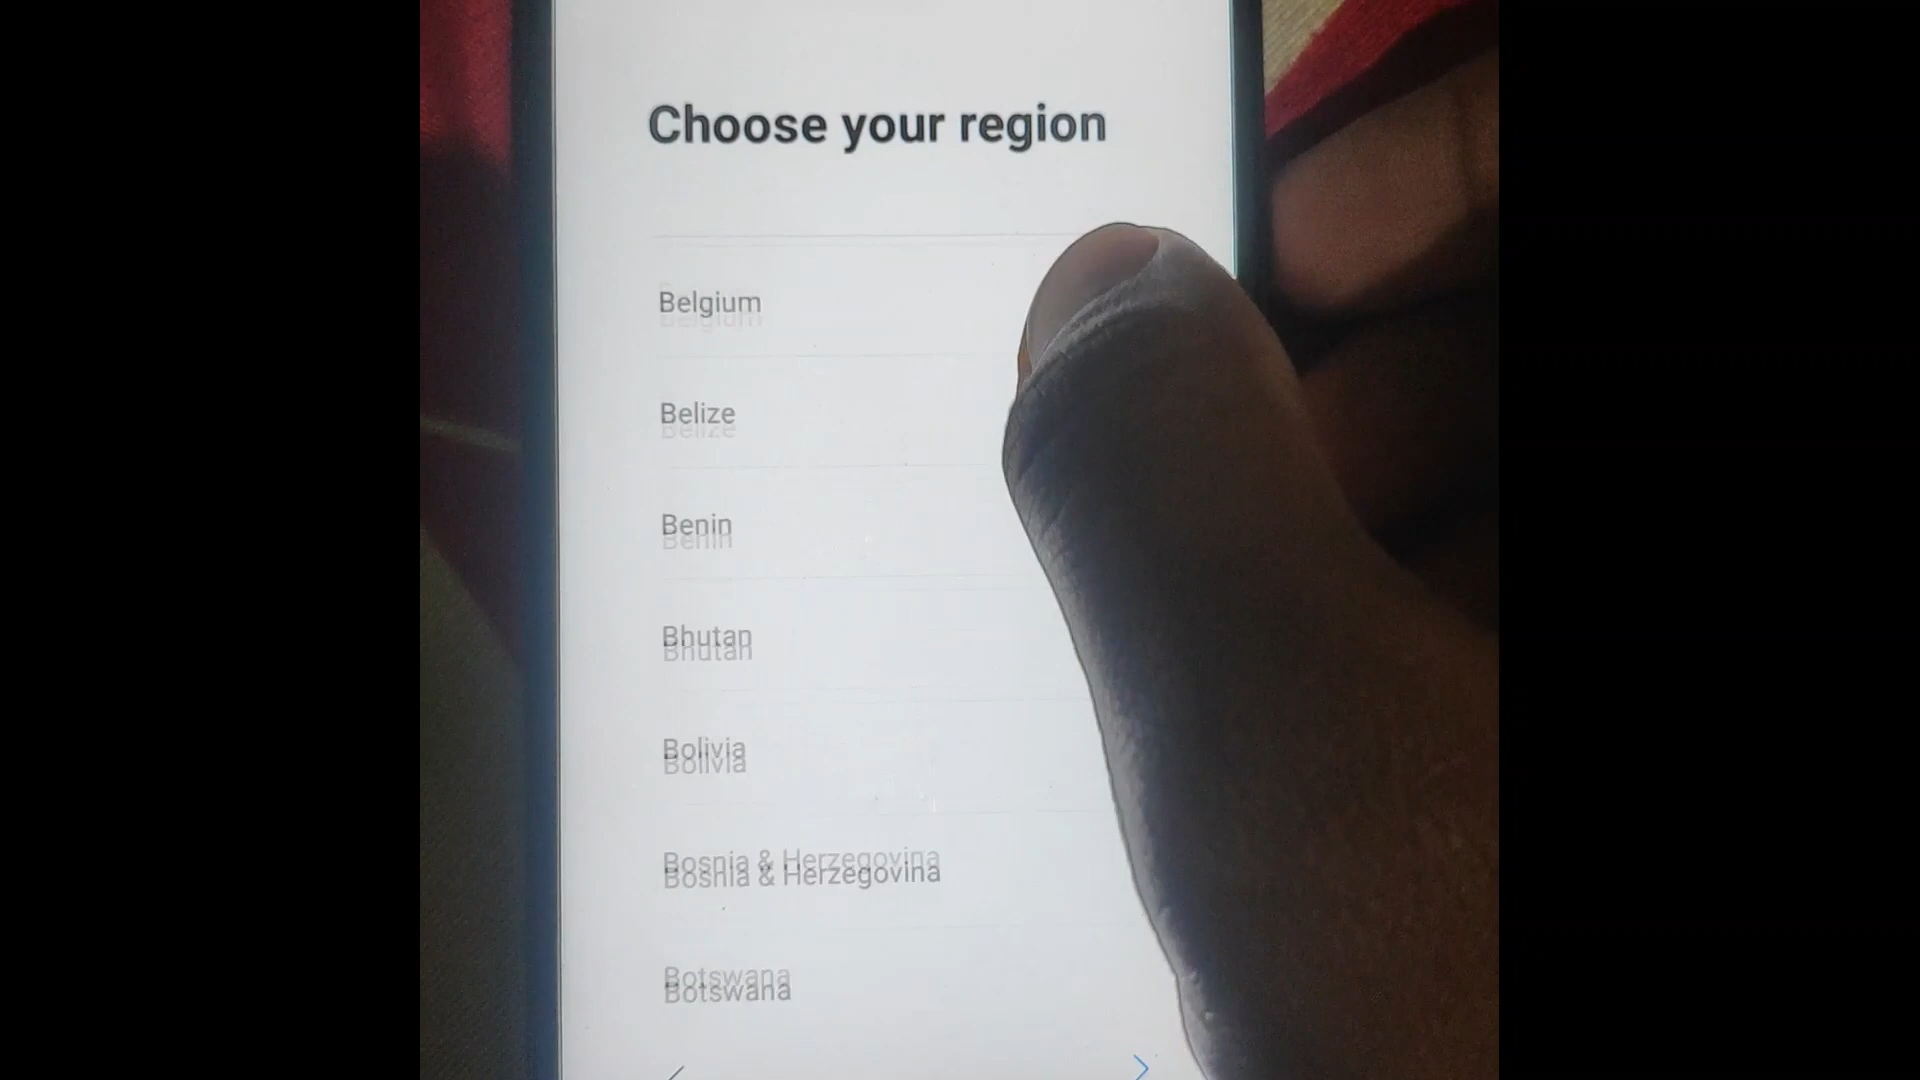 Choose your region
Belgium
Belize
Benin
Bhutan
Bolivia
Bosnia & Herzegovina
Botswana